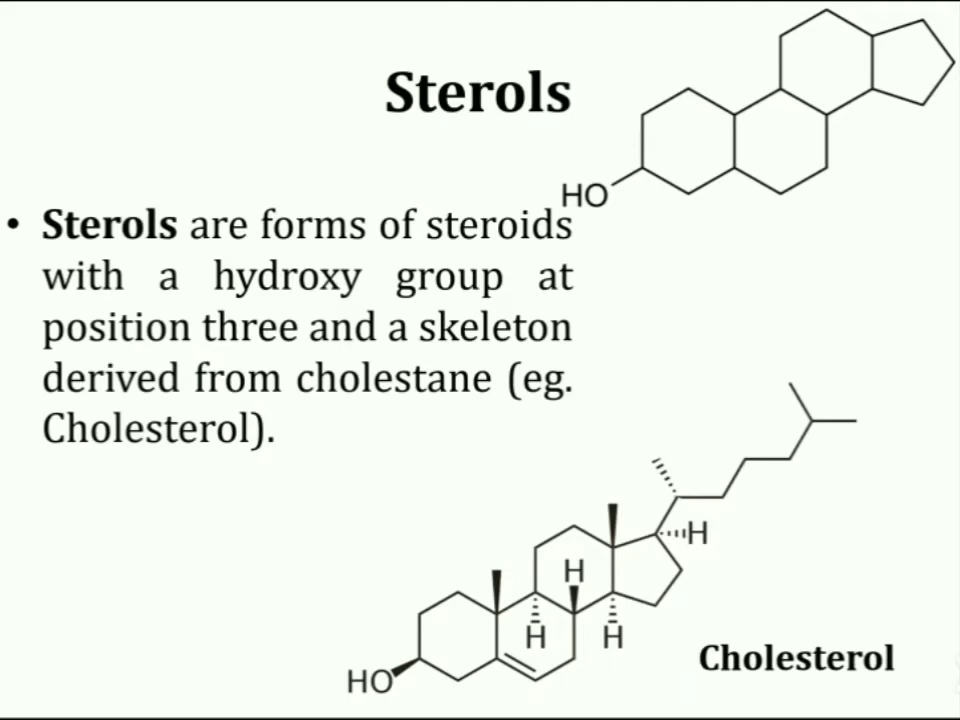 Sterols
HO
• Sterols are forms of steroids
with a hydroxy group at
position three and a skeleton
derived from cholestane (eg.
Cholesterol).
H
H
H
H
HO
Cholesterol